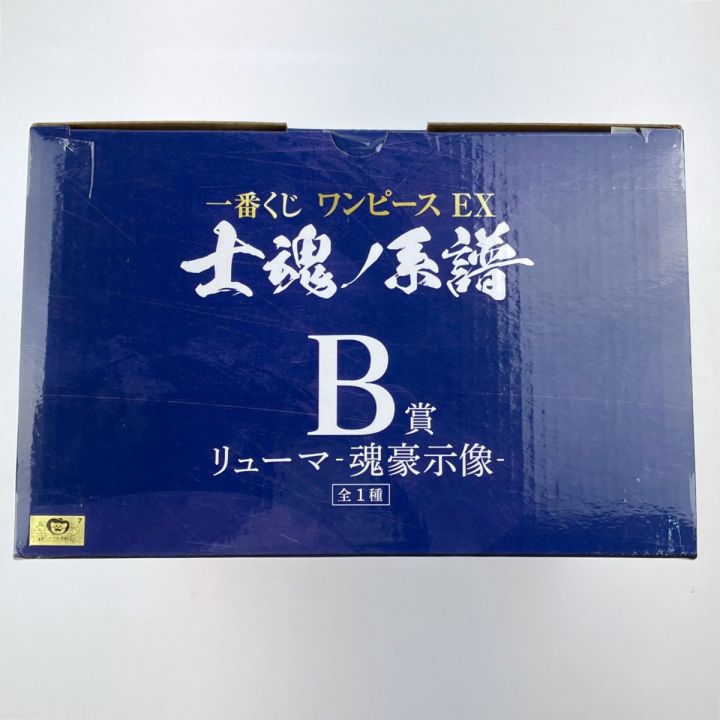 一番くじ ワンピース EX
士魂ノ系譜
B賞
リューマ-魂豪示像-
全1種
7